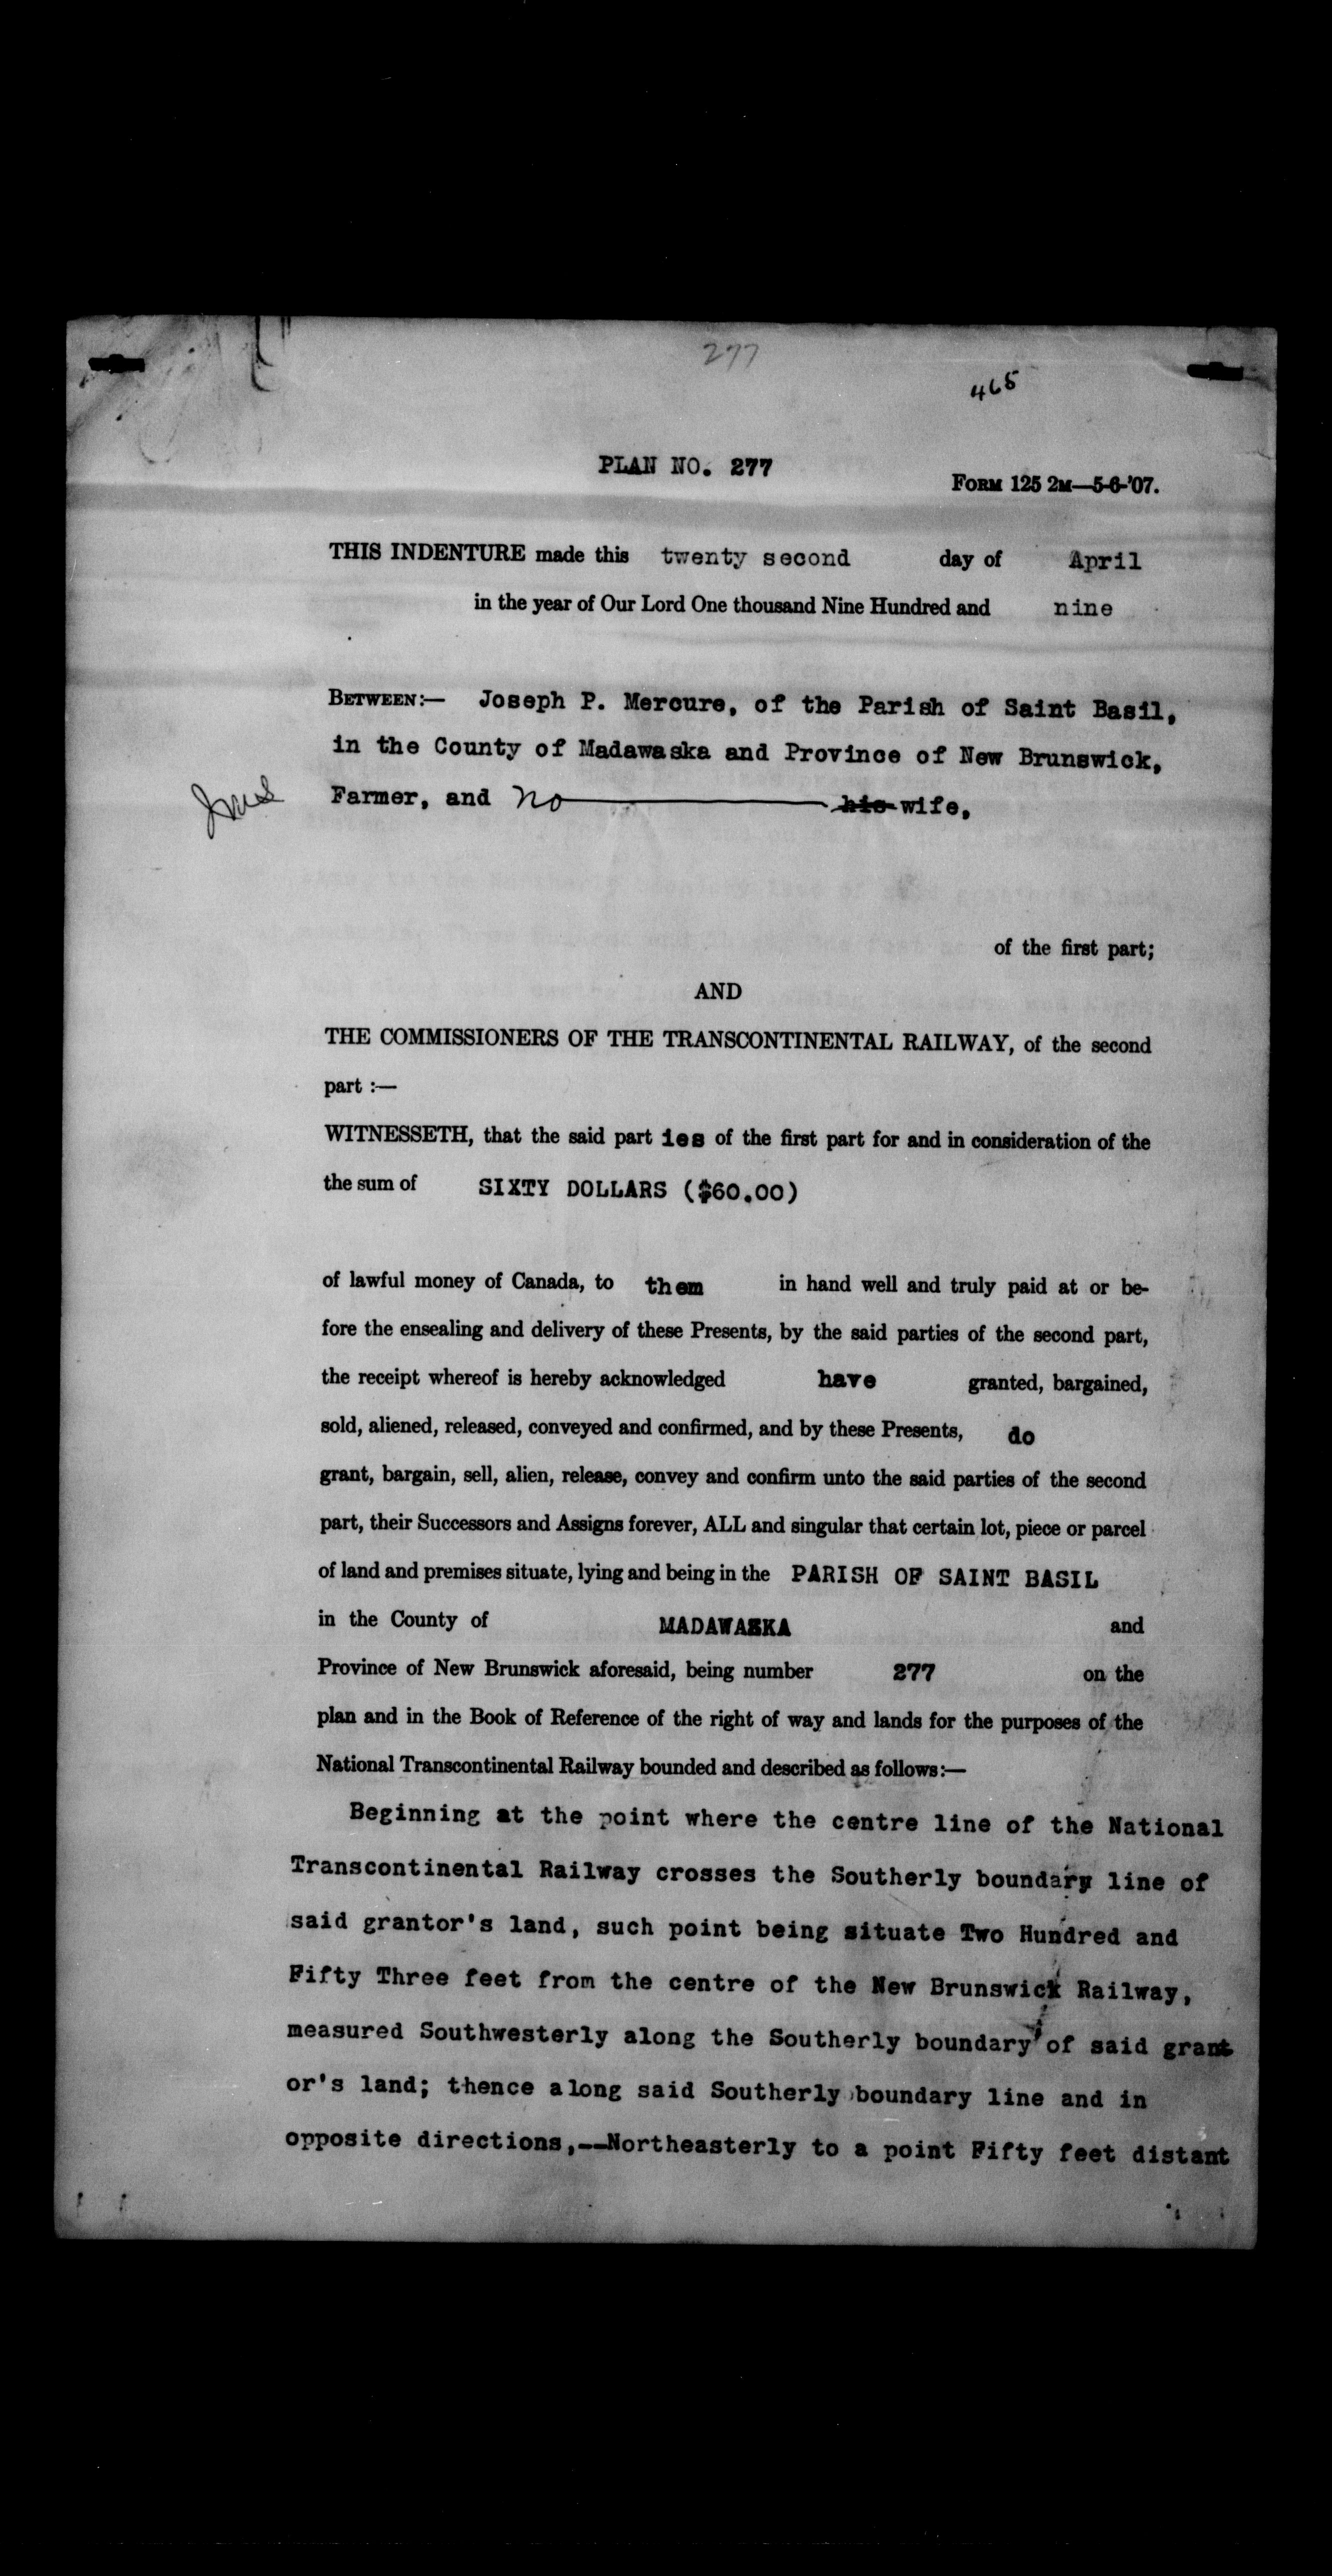 277
465
PLAN NO. 277
FORM 125 2M—5-6-'07.
THIS INDENTURE made this twenty second day of April
in the year of Our Lord One thousand Nine Hundred and nine
BETWEEN:— Joseph P. Mercure, of the Parish of Saint Basil,
in the County of Madawaska and Province of New Brunswick,
Farmer, and No his wife,
of the first part;
AND
THE COMMISSIONERS OF THE TRANSCONTINENTAL RAILWAY, of the second
part :—
WITNESSETH, that the said part ies of the first part for and in consideration of the
the sum of SIXTY DOLLARS ($60.00)
of lawful money of Canada, to them in hand well and truly paid at or be-
fore the ensealing and delivery of these Presents, by the said parties of the second part,
the receipt whereof is hereby acknowledged have granted, bargained,
sold, aliened, released, conveyed and confirmed, and by these Presents, do
grant, bargain, sell, alien, release, convey and confirm unto the said parties of the second
part, their Successors and Assigns forever, ALL and singular that certain lot, piece or parcel
of land and premises situate, lying and being in the PARISH OF SAINT BASIL
in the County of MADAWASKA and
Province of New Brunswick aforesaid, being number 277 on the
plan and in the Book of Reference of the right of way and lands for the purposes of the
National Transcontinental Railway bounded and described as follows:—
Beginning at the point where the centre line of the National
Transcontinental Railway crosses the Southerly boundary line of
said grantor's land, such point being situate Two Hundred and
Fifty Three feet from the centre of the New Brunswick Railway,
measured Southwesterly along the Southerly boundary of said grant
or's land; thence along said Southerly boundary line and in
opposite directions,--Northeasterly to a point Fifty feet distant